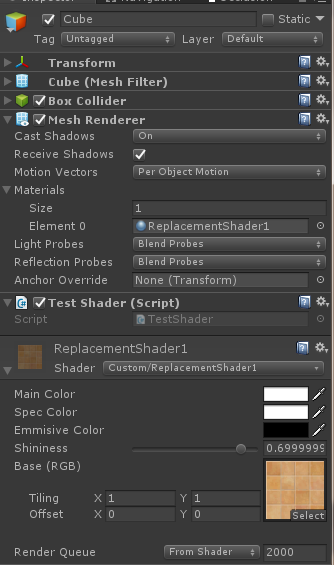 Cube Static
Tag Untagged Layer Default
Transform
Cube (Mesh Filter)
Box Collider
Mesh Renderer
Cast Shadows On
Receive Shadows
Motion Vectors Per Object Motion
Materials
Size 1
Element 0 ReplacementShader1
Light Probes Blend Probes
Reflection Probes Blend Probes
Anchor Override None (Transform)
Test Shader (Script)
Script TestShader
ReplacementShader1
Shader Custom/ReplacementShader1
Main Color
Spec Color
Emmisive Color
Shininess 0.6999999
Base (RGB)
Tiling X 1 Y 1
Offset X 0 Y 0
Select
Render Queue From Shader 2000